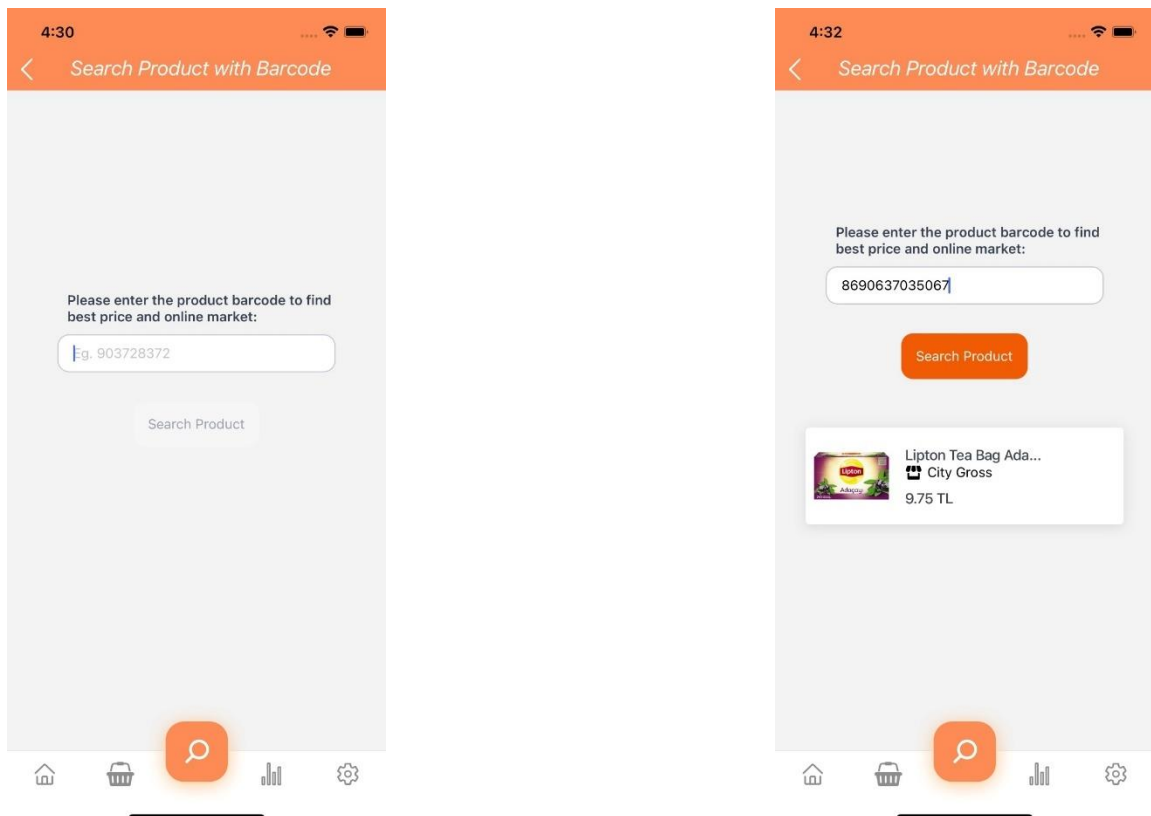 4:30
Search Product with Barcode
Please enter the product barcode to find
best price and online market:
Eg. 903728372
Search Product
4:32
Search Product with Barcode
Please enter the product barcode to find
best price and online market:
8690637035067
Search Product
Lipton Tea Bag Ada...
City Gross
9.75 TL
Lipton
Adaçayı